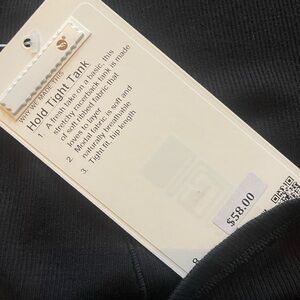 WHY WE MADE THIS
Hold Tight Tank
1. A fresh take on a basic, this
stretchy racerback tank is made
of soft ribbed fabric that
loves to layer
2. Modal fabric is soft and
naturally breathable
3. Tight fit, hip length
$58.00